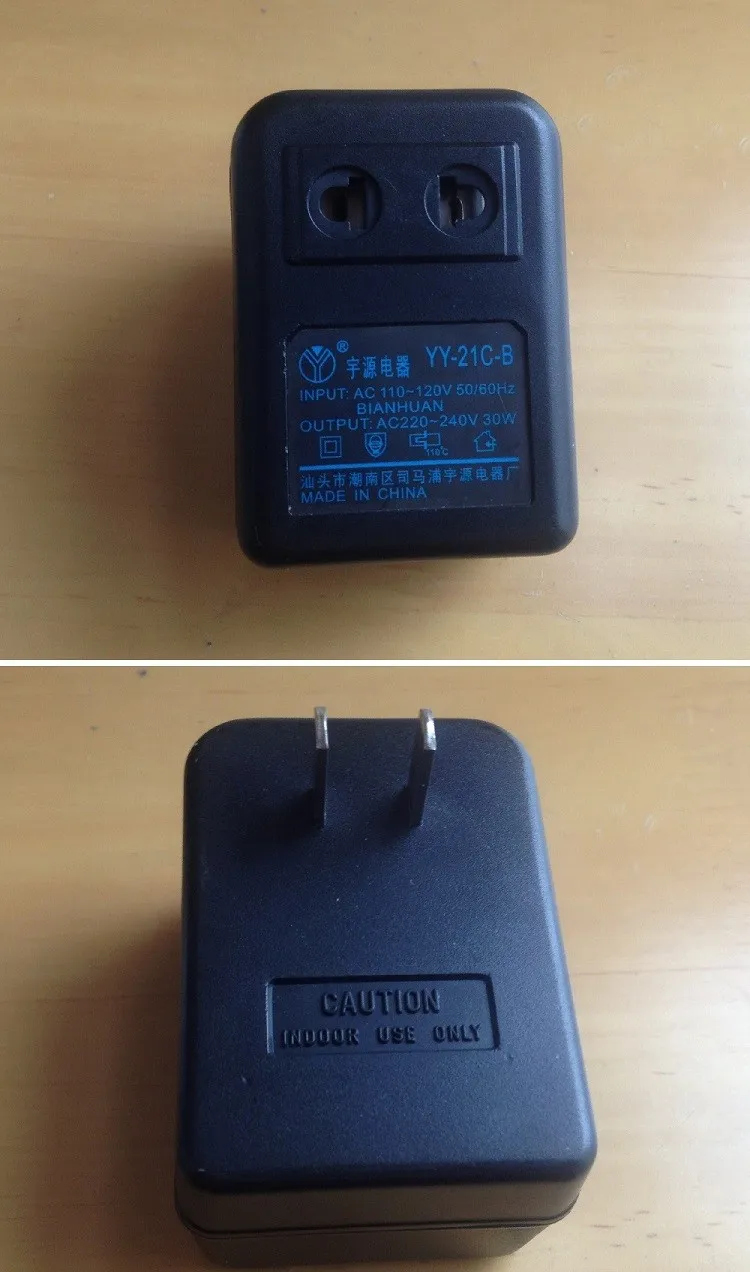 ® 宇源电器 YY-21C-B
INPUT: AC 110~120V 50/60Hz
BIANHUAN
OUTPUT: AC220~240V 30W
110℃
汕头市潮南区司马浦宇源电器厂
MADE IN CHINA
CAUTION
INDOOR USE ONLY